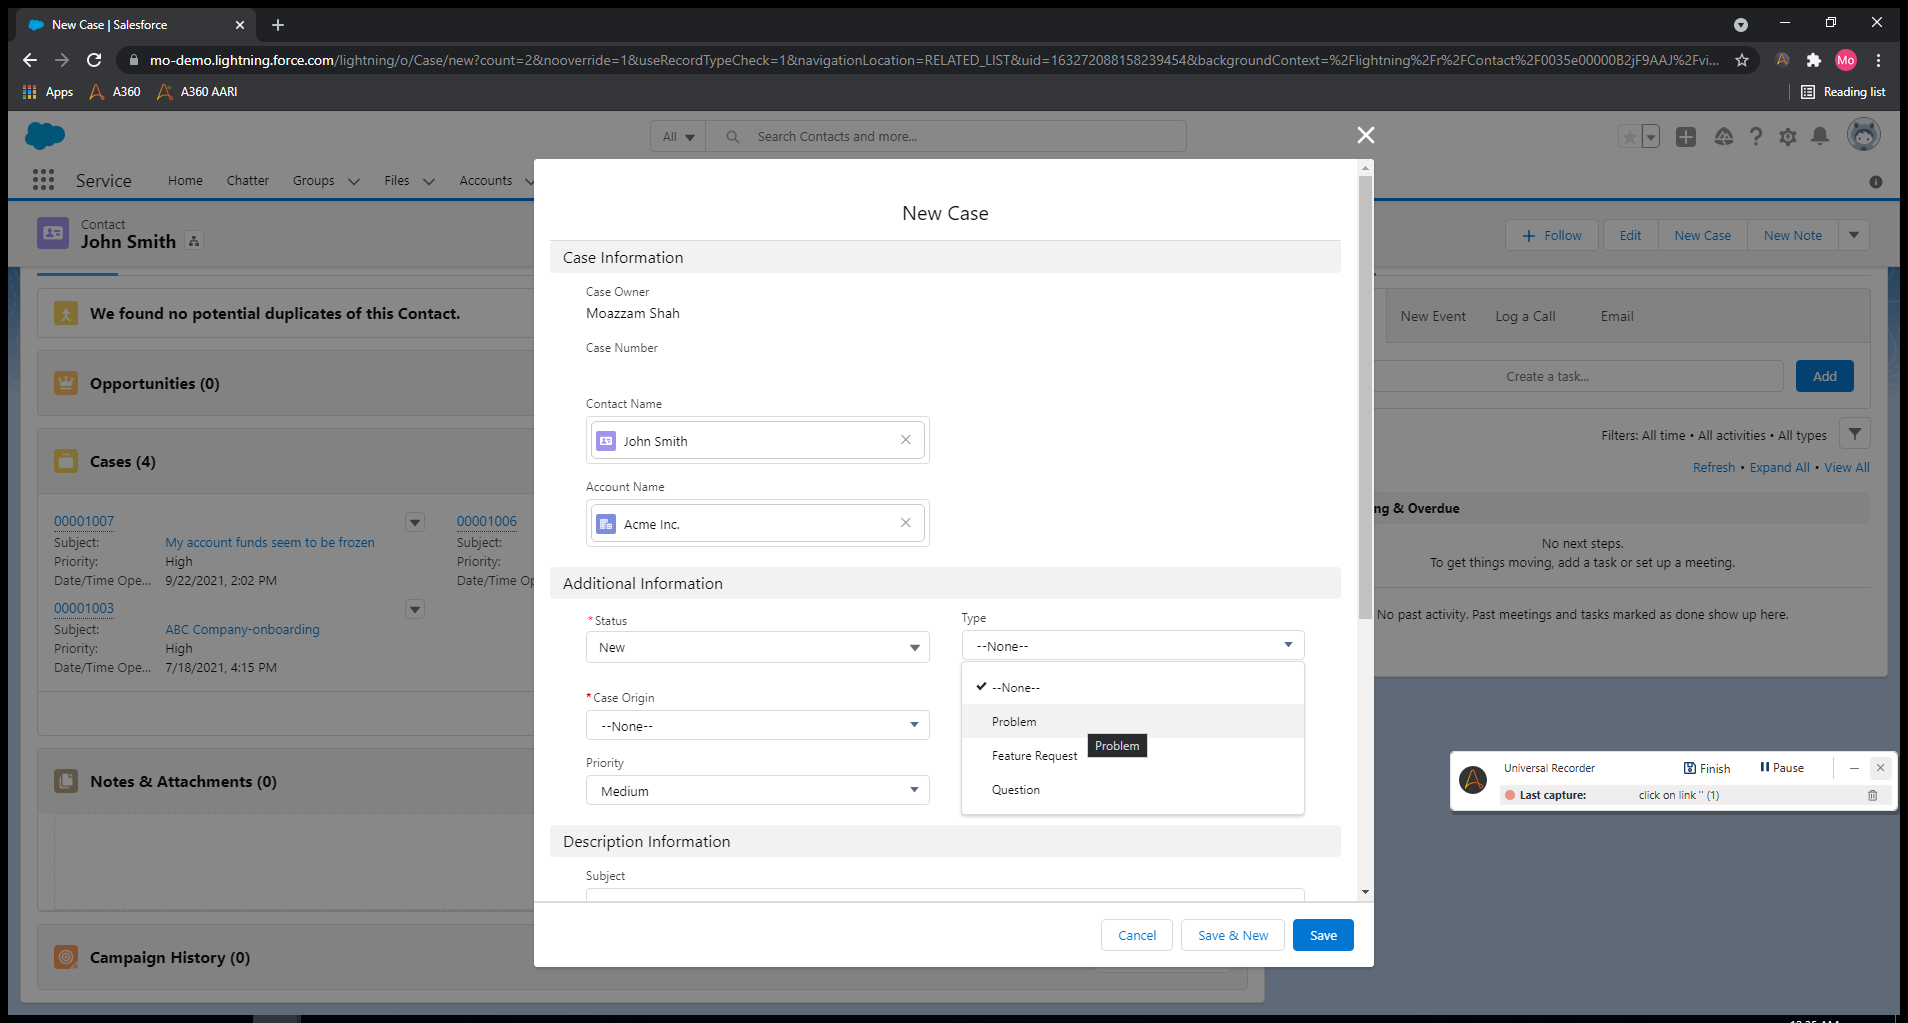 New Case | Salesforce
mo-demo.lightning.force.com/lightning/o/Case/new?count=2&nooverride=1&useRecordTypeCheck=1&navigationLocation=RELATED_LIST&uid=163272088158239454&backgroundContext=%2Flightning%2Fr%2FContact%2F0035e00000B2jF9AAJ%2Fvi...
Mo
Apps A360 A360 AARI Reading list
All Search Contacts and more...
Service Home Chatter Groups Files Accounts
Contact
John Smith
Follow Edit New Case New Note
We found no potential duplicates of this Contact.
Opportunities (0)
Cases (4)
00001007 00001006
Subject: My account funds seem to be frozen Subject:
Priority: High Priority:
Date/Time Ope... 9/22/2021, 2:02 PM Date/Time Op
00001003
Subject: ABC Company-onboarding
Priority: High
Date/Time Ope... 7/18/2021, 4:15 PM
Notes & Attachments (0)
Campaign History (0)
New Case
Case Information
Case Owner
Moazzam Shah
Case Number
Contact Name
John Smith
Account Name
Acme Inc.
Additional Information
*Status
New
*Case Origin
--None--
Priority
Medium
Type
--None--
--None--
Problem
Problem
Feature Request
Question
Description Information
Subject
Cancel Save & New Save
New Event Log a Call Email
Create a task... Add
Filters: All time • All activities • All types
Refresh • Expand All • View All
ng & Overdue
No next steps.
To get things moving, add a task or set up a meeting.
No past activity. Past meetings and tasks marked as done show up here.
Universal Recorder Finish Pause
Last capture: click on link '' (1)